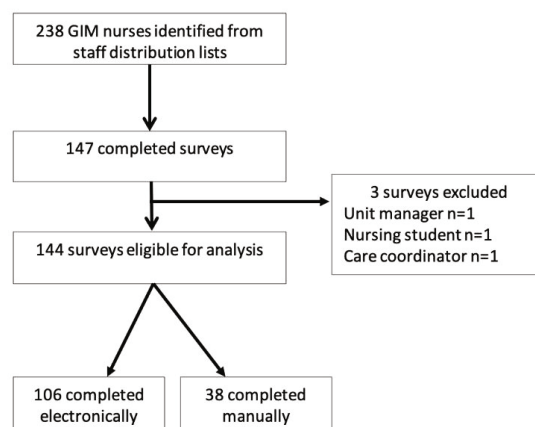 238 GIM nurses identified from
staff distribution lists
147 completed surveys
3 surveys excluded
Unit manager n=1
Nursing student n=1
Care coordinator n=1
144 surveys eligible for analysis
106 completed
electronically
38 completed
manually